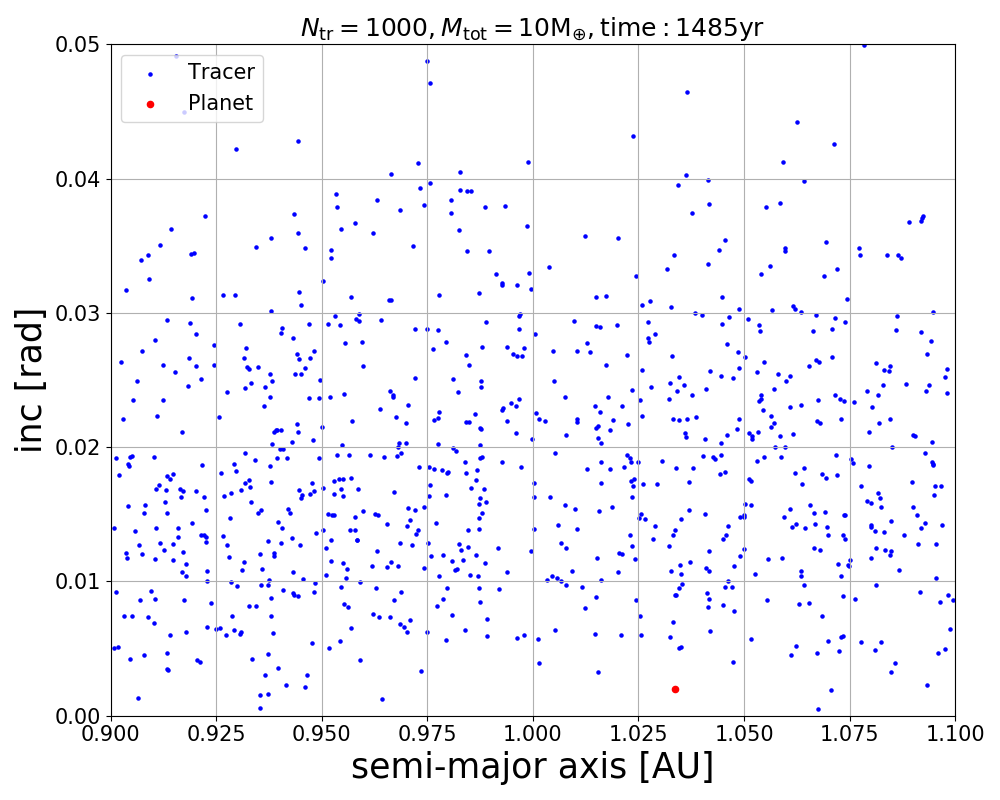 N_tr = 1000, M_tot = 10M_⊕, time : 1485yr
Tracer
Planet
inc [rad]
0.05
0.04
0.03
0.02
0.01
0.00
0.900 0.925 0.950 0.975 1.000 1.025 1.050 1.075 1.100
semi-major axis [AU]